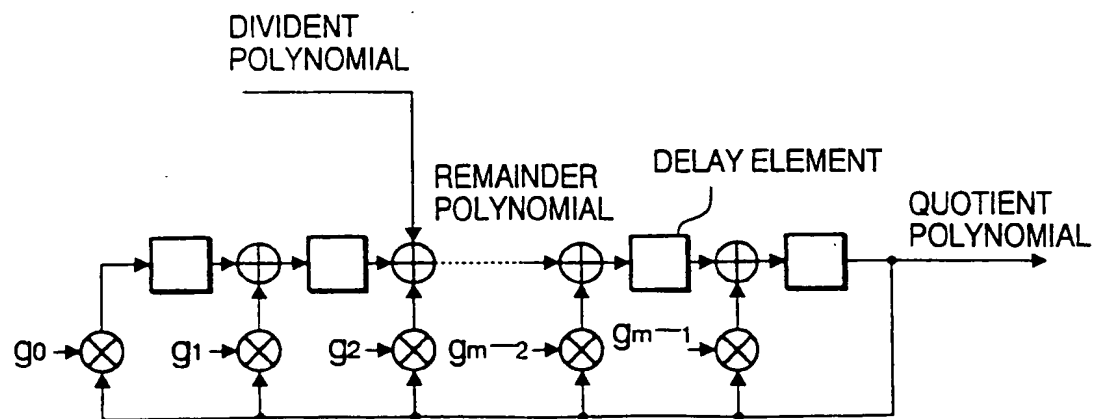 DIVIDENT
POLYNOMIAL
REMAINDER
POLYNOMIAL
DELAY ELEMENT
QUOTIENT
POLYNOMIAL
g0
g1
g2
gm−2
gm−1